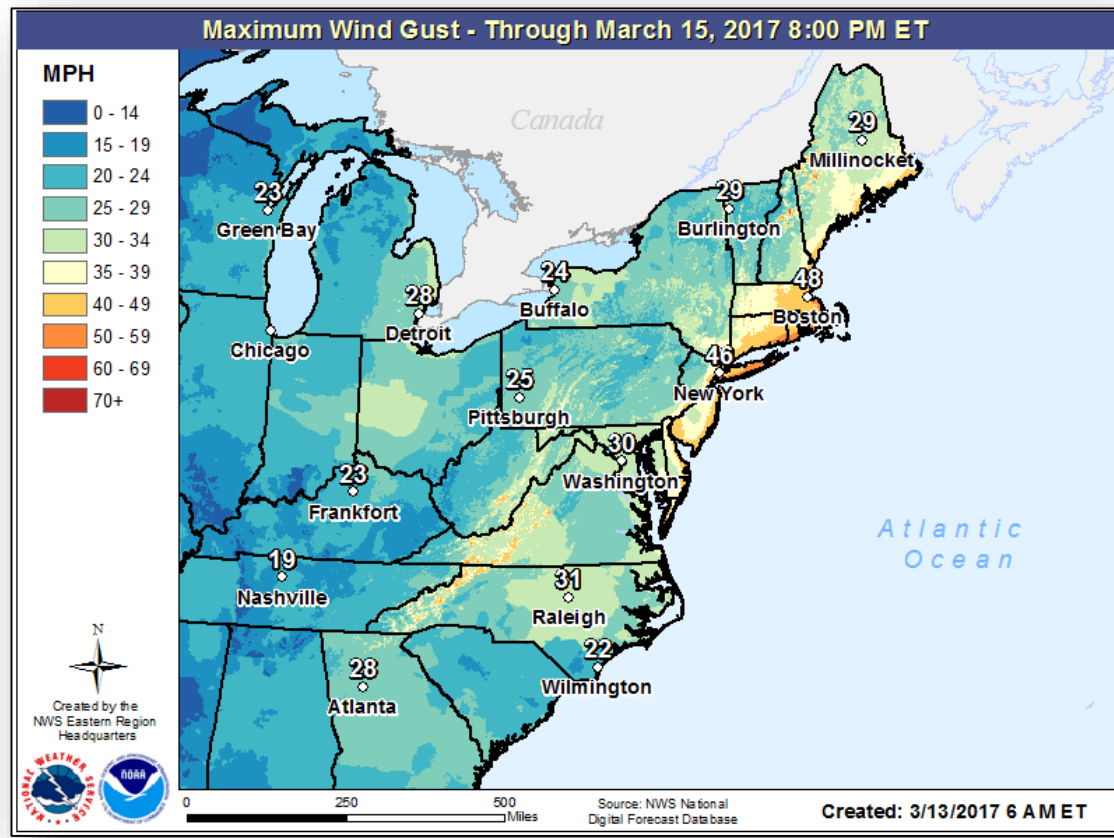 Maximum Wind Gust - Through March 15, 2017 8:00 PM ET
MPH
0 - 14
15 - 19
20 - 24
25 - 29
30 - 34
35 - 39
40 - 49
50 - 59
60 - 69
70+
Canada
29
Millinocket
23
Green Bay
29
Burlington
24
Buffalo
48
Boston
28
Detroit
Chicago
46
New York
25
Pittsburgh
30
Washington
23
Frankfort
Atlantic
Ocean
19
Nashville
31
Raleigh
22
Wilmington
28
Atlanta
N
Created by the
NWS Eastern Region
Headquarters
NATIONAL WEATHER SERVICE
NOAA
0
250
500
Miles
Source: NWS National
Digital Forecast Database
Created: 3/13/2017 6 AM ET